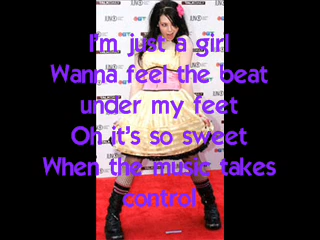 I'm just a girl
Wanna feel the beat
under my feet
Oh it's so sweet
When the music takes
control